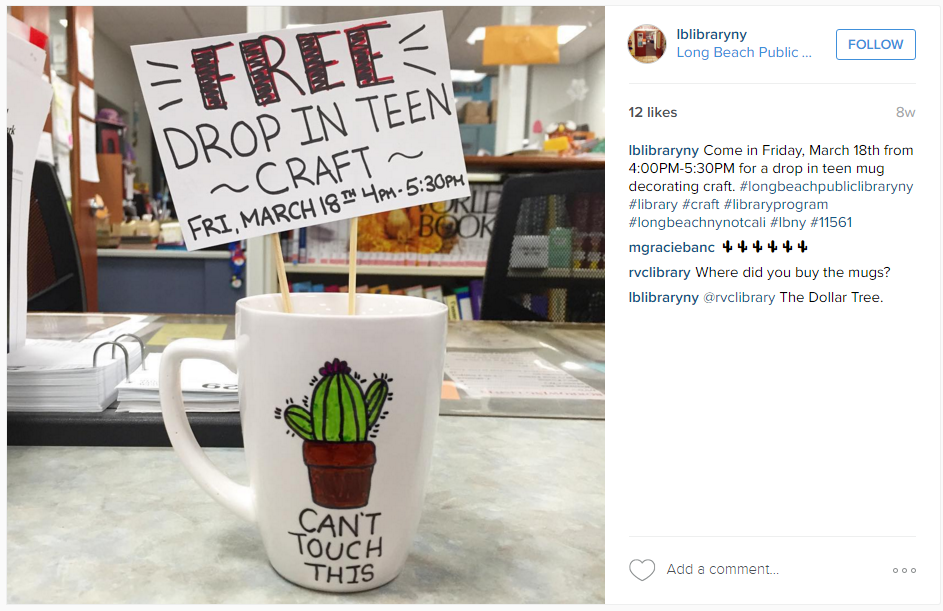 FREE
DROP IN TEEN
~ CRAFT ~
FRI, MARCH 18TH 4PM-5:30PM
WORLD
BOOK
CAN'T
TOUCH
THIS
lblibraryny
Long Beach Public ...
FOLLOW
12 likes
8w
lblibraryny Come in Friday, March 18th from
4:00PM-5:30PM for a drop in teen mug
decorating craft. #longbeachpubliclibraryny
#library #craft #libraryprogram
#longbeachnynotcali #lbny #11561
mgraciebanc 🌵🌵🌵🌵🌵🌵
rvclibrary Where did you buy the mugs?
lblibraryny @rvclibrary The Dollar Tree.
Add a comment...